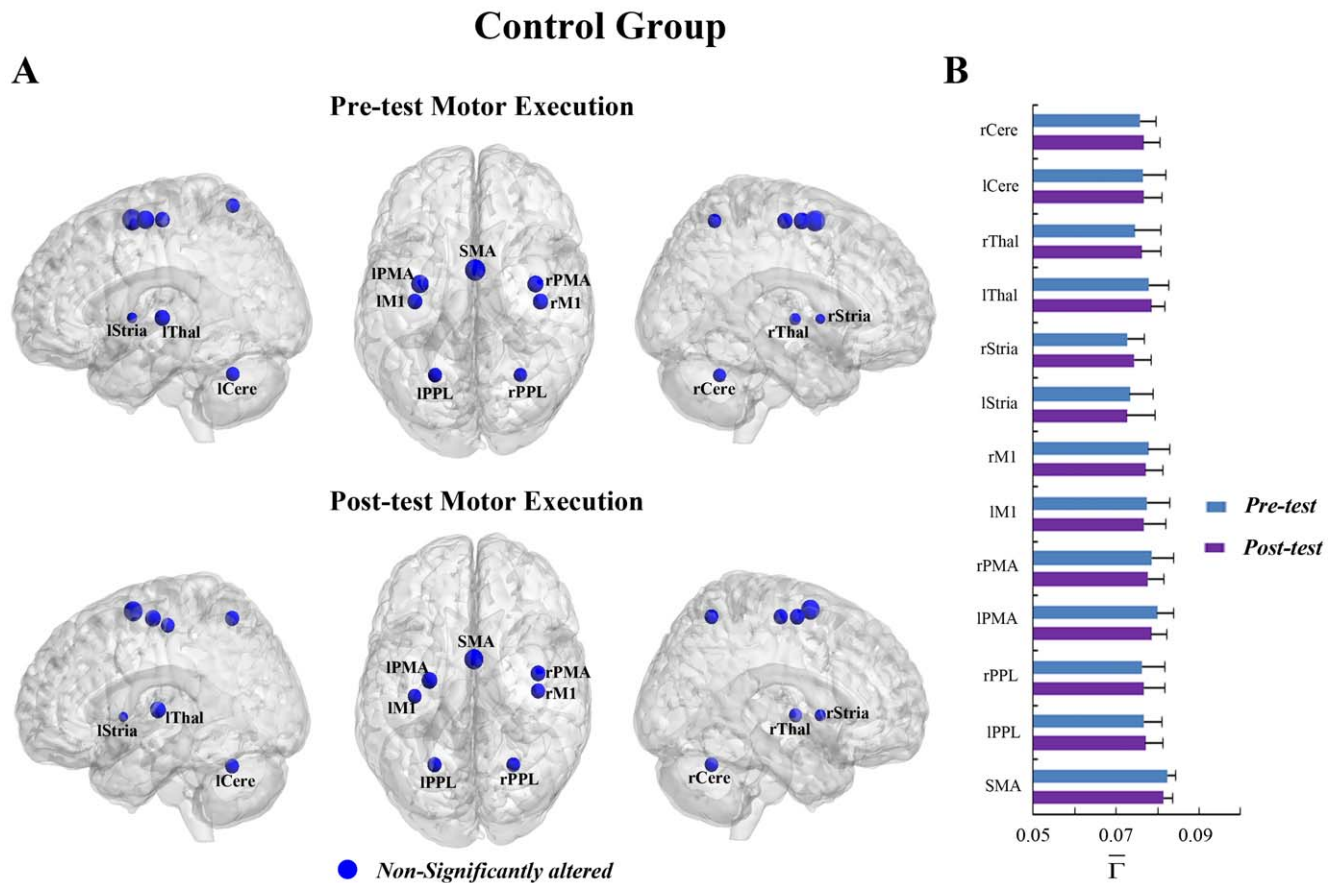 Control Group
A
Pre-test Motor Execution
SMA
lPMA
rPMA
lM1
rM1
lStria
lThal
rThal
rStria
lCere
lPPL
rPPL
rCere
Post-test Motor Execution
SMA
lPMA
rPMA
lM1
rM1
lStria
lThal
rThal
rStria
lCere
lPPL
rPPL
rCere
Non-Significantly altered
B
rCere
lCere
rThal
lThal
rStria
lStria
rM1
lM1
rPMA
lPMA
rPPL
lPPL
SMA
0.05 0.07 0.09
Γ̅
Pre-test
Post-test